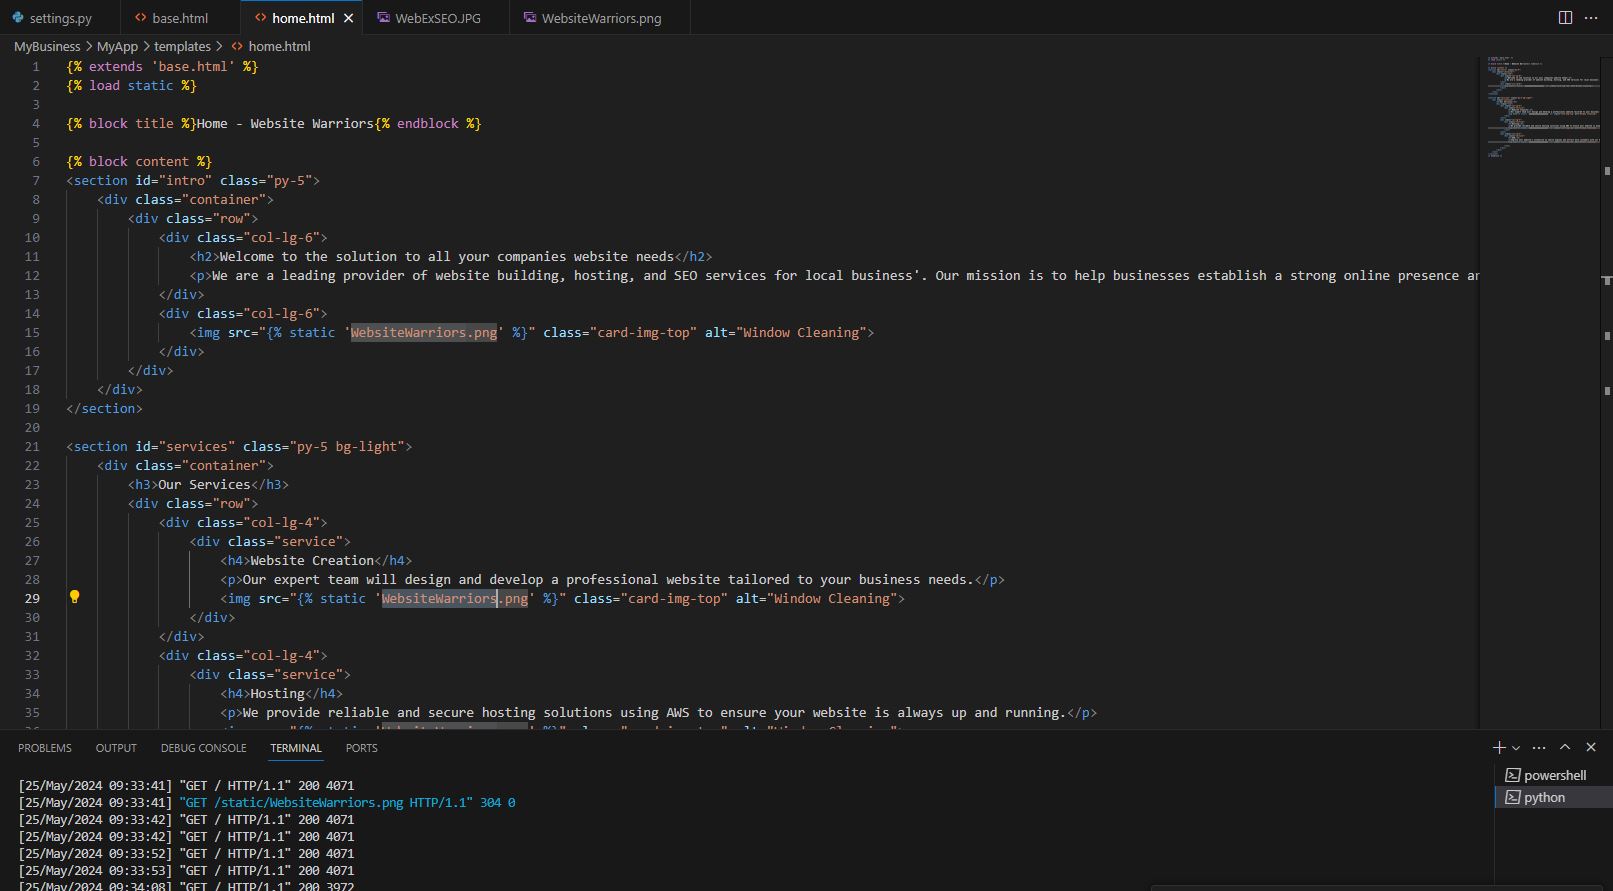 settings.py
base.html
home.html
WebExSEO.JPG
WebsiteWarriors.png
MyBusiness > MyApp > templates > home.html
1 {% extends 'base.html' %}
2 {% load static %}
3
4 {% block title %}Home - Website Warriors{% endblock %}
5
6 {% block content %}
7 <section id="intro" class="py-5">
8 <div class="container">
9 <div class="row">
10 <div class="col-lg-6">
11 <h2>Welcome to the solution to all your companies website needs</h2>
12 <p>We are a leading provider of website building, hosting, and SEO services for local business'. Our mission is to help businesses establish a strong online presence an
13 </div>
14 <div class="col-lg-6">
15 <img src="{% static 'WebsiteWarriors.png' %}" class="card-img-top" alt="Window Cleaning">
16 </div>
17 </div>
18 </div>
19 </section>
20
21 <section id="services" class="py-5 bg-light">
22 <div class="container">
23 <h3>Our Services</h3>
24 <div class="row">
25 <div class="col-lg-4">
26 <div class="service">
27 <h4>Website Creation</h4>
28 <p>Our expert team will design and develop a professional website tailored to your business needs.</p>
29 <img src="{% static 'WebsiteWarriors.png' %}" class="card-img-top" alt="Window Cleaning">
30 </div>
31 </div>
32 <div class="col-lg-4">
33 <div class="service">
34 <h4>Hosting</h4>
35 <p>We provide reliable and secure hosting solutions using AWS to ensure your website is always up and running.</p>
PROBLEMS OUTPUT DEBUG CONSOLE TERMINAL PORTS
powershell
python
[25/May/2024 09:33:41] "GET / HTTP/1.1" 200 4071
[25/May/2024 09:33:41] "GET /static/WebsiteWarriors.png HTTP/1.1" 304 0
[25/May/2024 09:33:42] "GET / HTTP/1.1" 200 4071
[25/May/2024 09:33:42] "GET / HTTP/1.1" 200 4071
[25/May/2024 09:33:52] "GET / HTTP/1.1" 200 4071
[25/May/2024 09:33:53] "GET / HTTP/1.1" 200 4071
[25/May/2024 09:34:08] "GET / HTTP/1.1" 200 3972